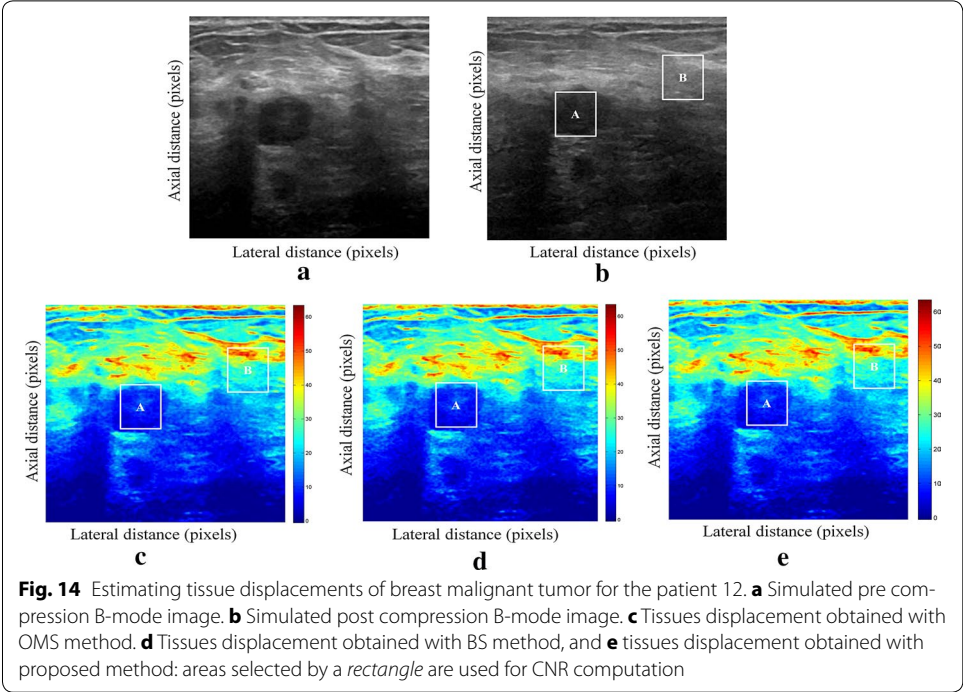 Axial distance (pixels)
Lateral distance (pixels)
a
Axial distance (pixels)
A
B
Lateral distance (pixels)
b
Axial distance (pixels)
A
B
60
50
40
30
20
10
0
Lateral distance (pixels)
c
Axial distance (pixels)
A
B
60
50
40
30
20
10
0
Lateral distance (pixels)
d
Axial distance (pixels)
A
B
60
50
40
30
20
10
0
Lateral distance (pixels)
e
Fig. 14 Estimating tissue displacements of breast malignant tumor for the patient 12. a Simulated pre com-
pression B-mode image. b Simulated post compression B-mode image. c Tissues displacement obtained with
OMS method. d Tissues displacement obtained with BS method, and e tissues displacement obtained with
proposed method: areas selected by a rectangle are used for CNR computation